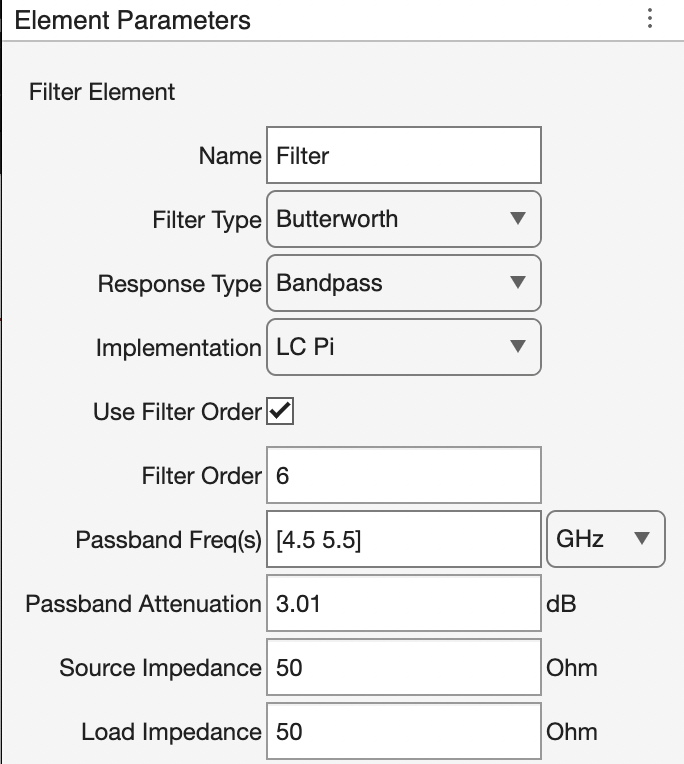 Element Parameters
Filter Element
Name Filter
Filter Type Butterworth
Response Type Bandpass
Implementation LC Pi
Use Filter Order
Filter Order 6
Passband Freq(s) [4.5 5.5] GHz
Passband Attenuation 3.01 dB
Source Impedance 50 Ohm
Load Impedance 50 Ohm